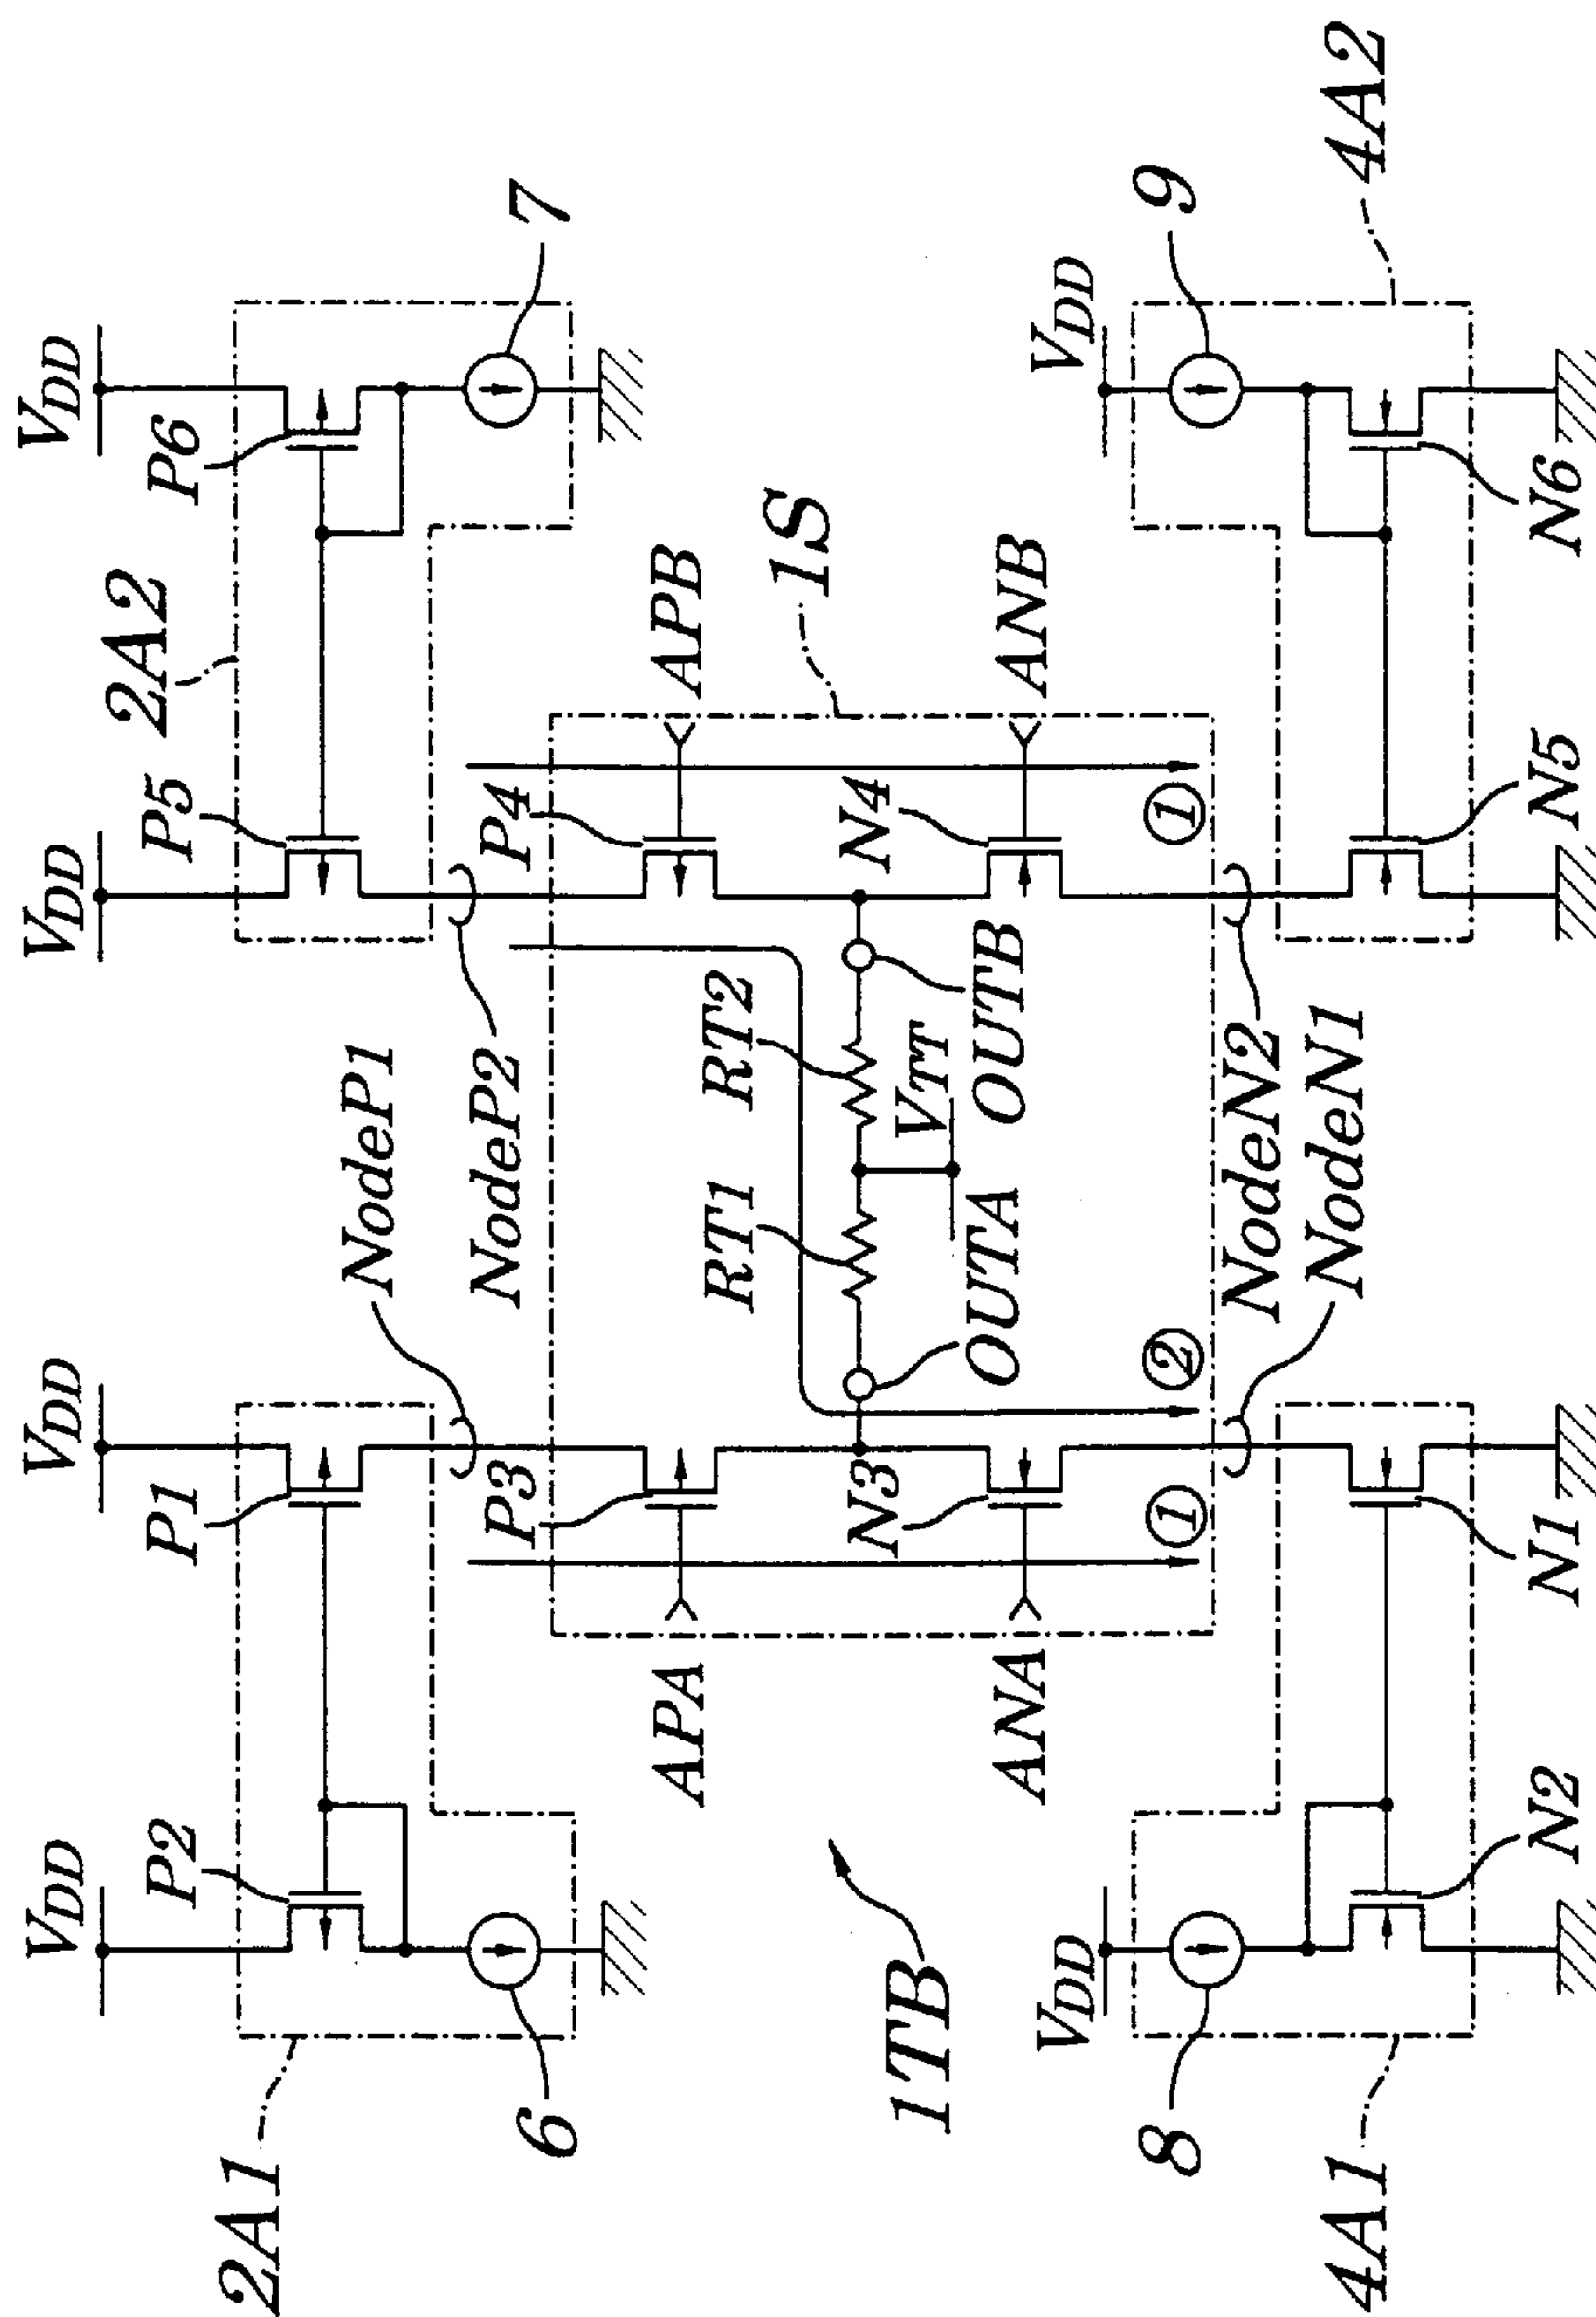 2A1
VDD
P2
6
P1
VDD
NodeP1
NodeP2
2A2
VDD
P5
P6
VDD
7
APA
P3
RT1
RT2
P4
APB
1S
1TB
ANA
N3
OUTA
VTT
OUTB
N4
ANB
①
②
①
NodeN2
NodeN1
8
VDD
VDD
9
4A1
N2
N1
N5
N6
4A2